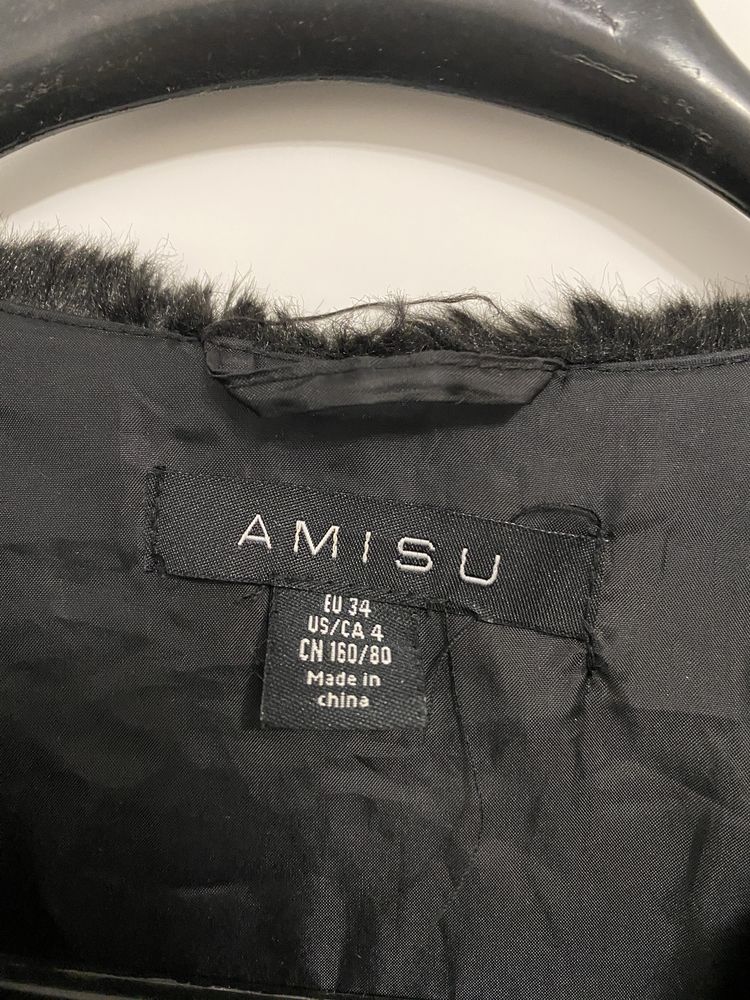 AMISU
EU 34
US/CA 4
CN 160/80
Made in
china